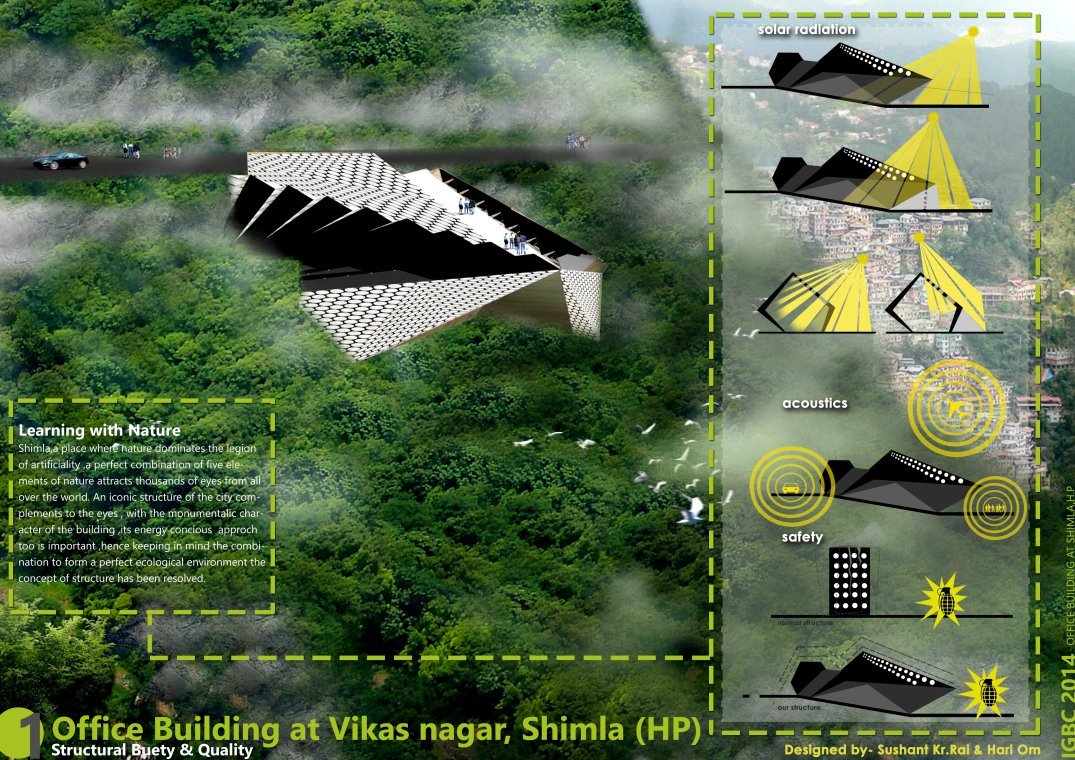 solar radiation
acoustics
safety
normal structure
our structure
Learning with Nature
Shimla,a place where nature dominates the legion
of artificiality ,a perfect combination of five ele-
ments of nature attracts thousands of eyes from all
over the world. An iconic structure of the city com-
plements to the eyes , with the monumentalic char-
acter of the building ,its energy concious approch
too is important ,hence keeping in mind the combi-
nation to form a perfect ecological environment the
concept of structure has been resolved.
1 Office Building at Vikas nagar, Shimla (HP)
Structural Buety & Quality
Designed by- Sushant Kr.Rai & Hari Om
IGBC 2014- OFFICE BUILDING AT SHIMLA,H.P